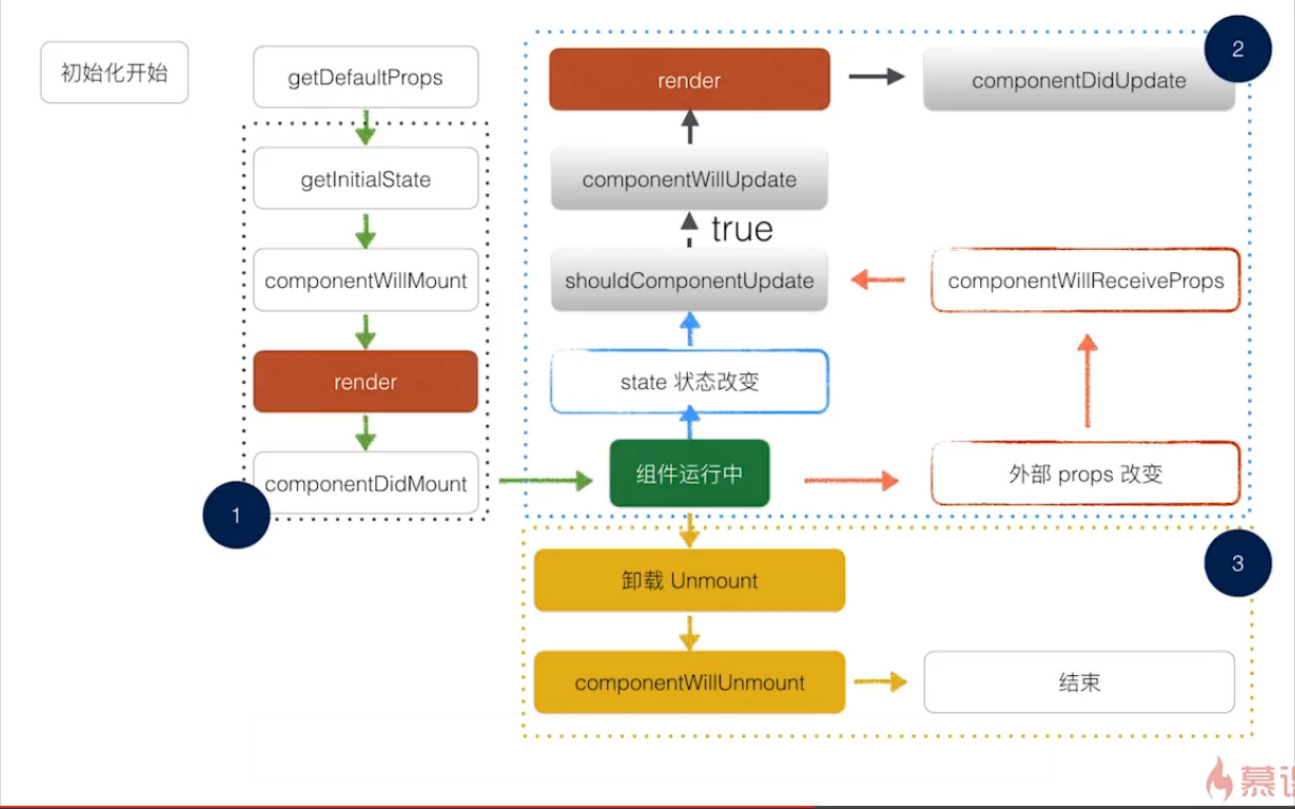 初始化开始
getDefaultProps
getInitialState
componentWillMount
render
componentDidMount
1
2
render
componentDidUpdate
componentWillUpdate
true
shouldComponentUpdate
componentWillReceiveProps
state 状态改变
组件运行中
外部 props 改变
3
卸载 Unmount
componentWillUnmount
结束
慕